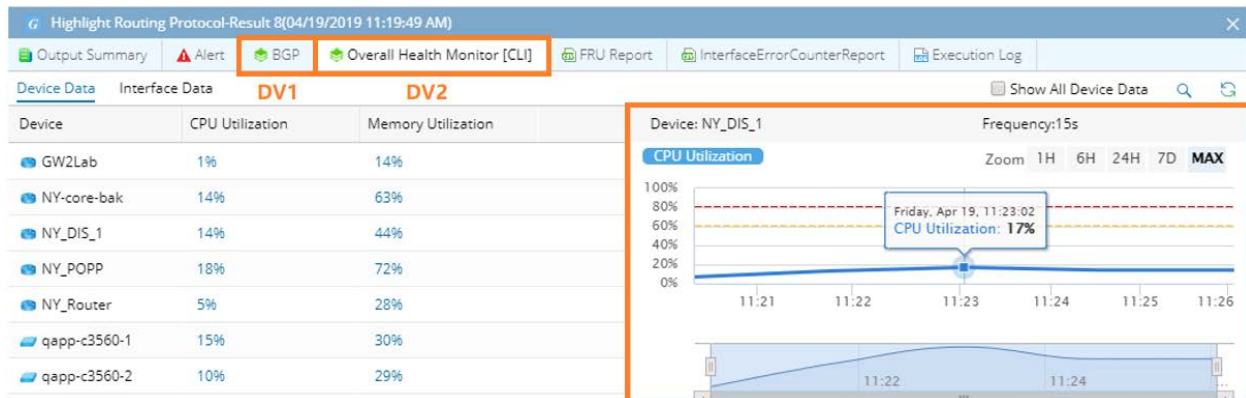 G Highlight Routing Protocol-Result 8(04/19/2019 11:19:49 AM)
Output Summary Alert BGP Overall Health Monitor [CLI] FRU Report InterfaceErrorCounterReport Execution Log
Device Data Interface Data DV1 DV2 Show All Device Data
Device CPU Utilization Memory Utilization Device: NY_DIS_1 Frequency:15s
GW2Lab 1% 14%
NY-core-bak 14% 63%
NY_DIS_1 14% 44%
NY_POPP 18% 72%
NY_Router 5% 28%
qapp-c3560-1 15% 30%
qapp-c3560-2 10% 29%
CPU Utilization Zoom 1H 6H 24H 7D MAX
100%
80%
60%
40%
20%
0%
Friday, Apr 19, 11:23:02
CPU Utilization: 17%
11:21 11:22 11:23 11:24 11:25 11:26
11:22 11:24